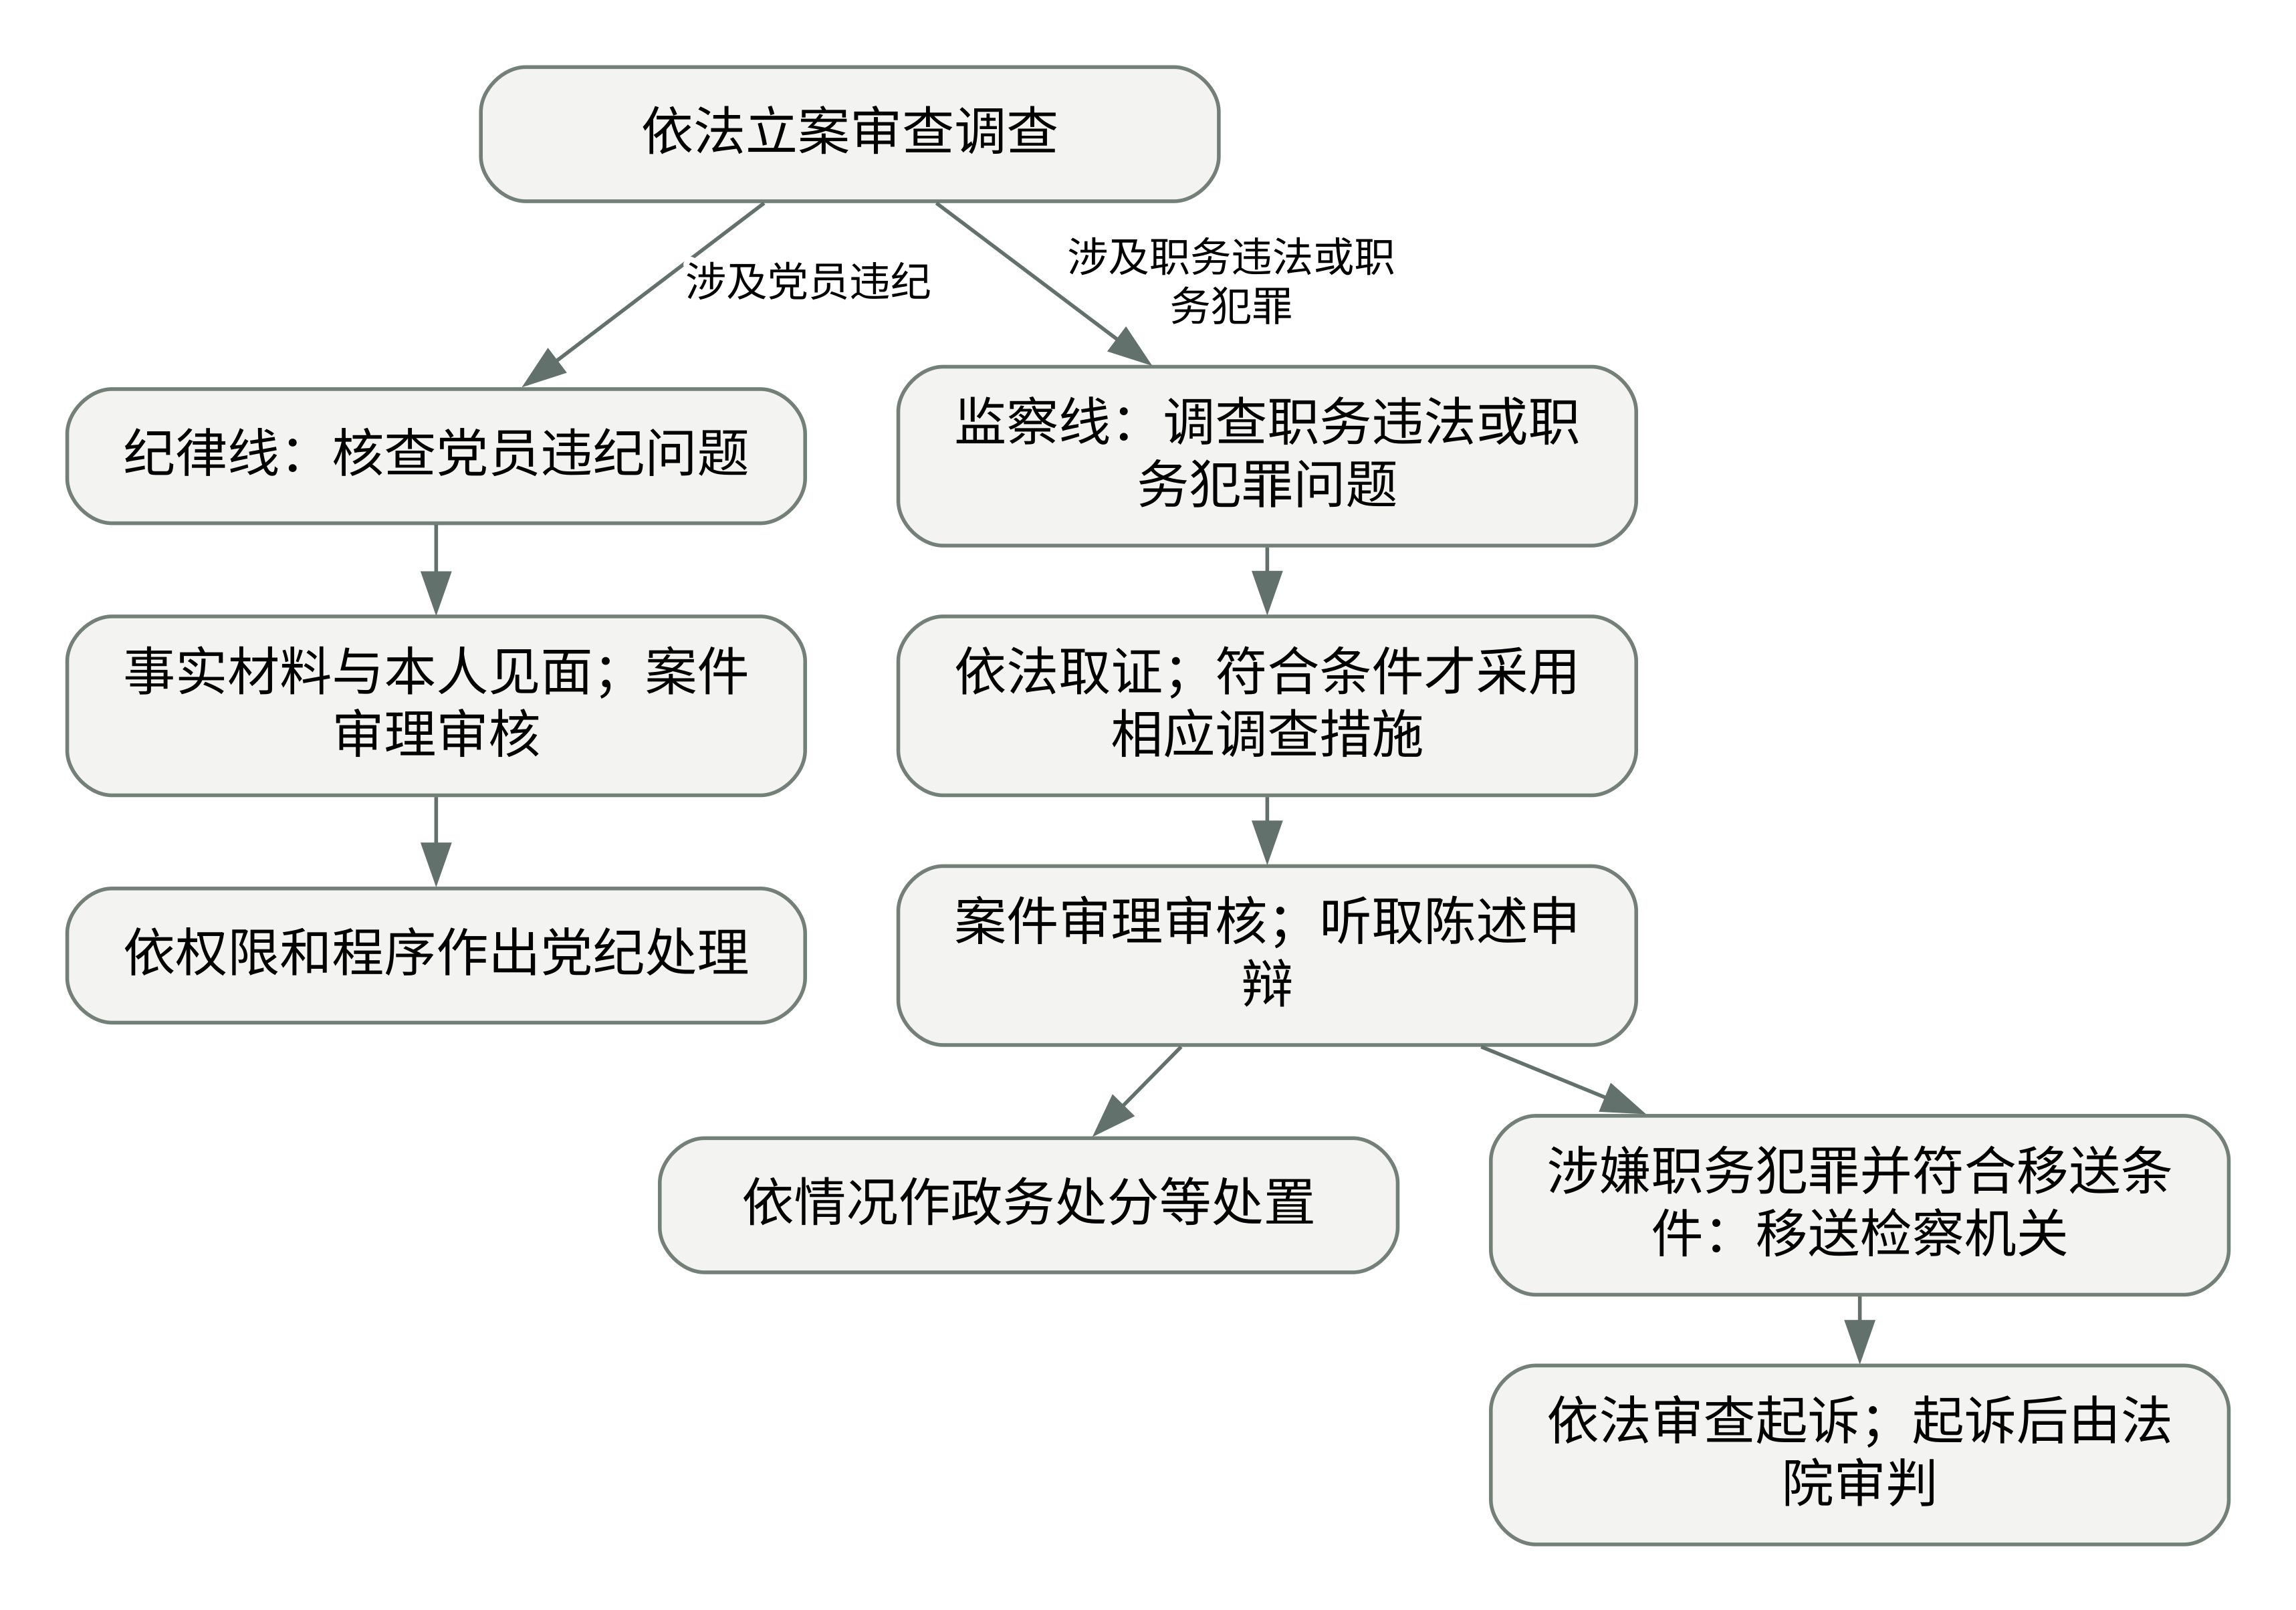 依法立案审查调查
涉及党员违纪
涉及职务违法或职
务犯罪
纪律线：核查党员违纪问题
监察线：调查职务违法或职
务犯罪问题
事实材料与本人见面；案件
审理审核
依法取证；符合条件才采用
相应调查措施
依权限和程序作出党纪处理
案件审理审核；听取陈述申
辩
依情况作政务处分等处置
涉嫌职务犯罪并符合移送条
件：移送检察机关
依法审查起诉；起诉后由法
院审判